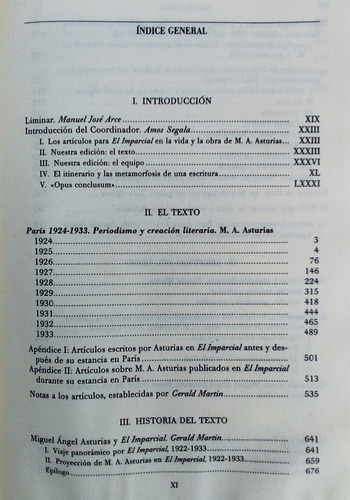 ÍNDICE GENERAL
I. INTRODUCCIÓN
Liminar. Manuel José Arce XIX
Introducción del Coordinador. Amos Segala XXIII
I. Los artículos para El Imparcial en la vida y la obra de M. A. Asturias... XXIII
II. Nuestra edición: el texto XXXIII
III. Nuestra edición: el equipo XXXVI
IV. El itinerario y las metamorfosis de una escritura XL
V. «Opus conclusum» LXXXI
II. EL TEXTO
París 1924-1933. Periodismo y creación literaria. M. A. Asturias
1924 3
1925 4
1926 76
1927 146
1928 224
1929 315
1930 418
1931 444
1932 465
1933 489
Apéndice I: Artículos escritos por Asturias en El Imparcial antes y des-
pués de su estancia en París 501
Apéndice II: Artículos sobre M. A. Asturias publicados en El Imparcial
durante su estancia en París 513
Notas a los artículos, establecidas por Gerald Martin 535
III. HISTORIA DEL TEXTO
Miguel Ángel Asturias y El Imparcial. Gerald Martin 641
I. Viaje panorámico por El Imparcial, 1922-1933 641
II. Proyección de M. A. Asturias en El Imparcial, 1922-1933 659
Epílogo 676
XI